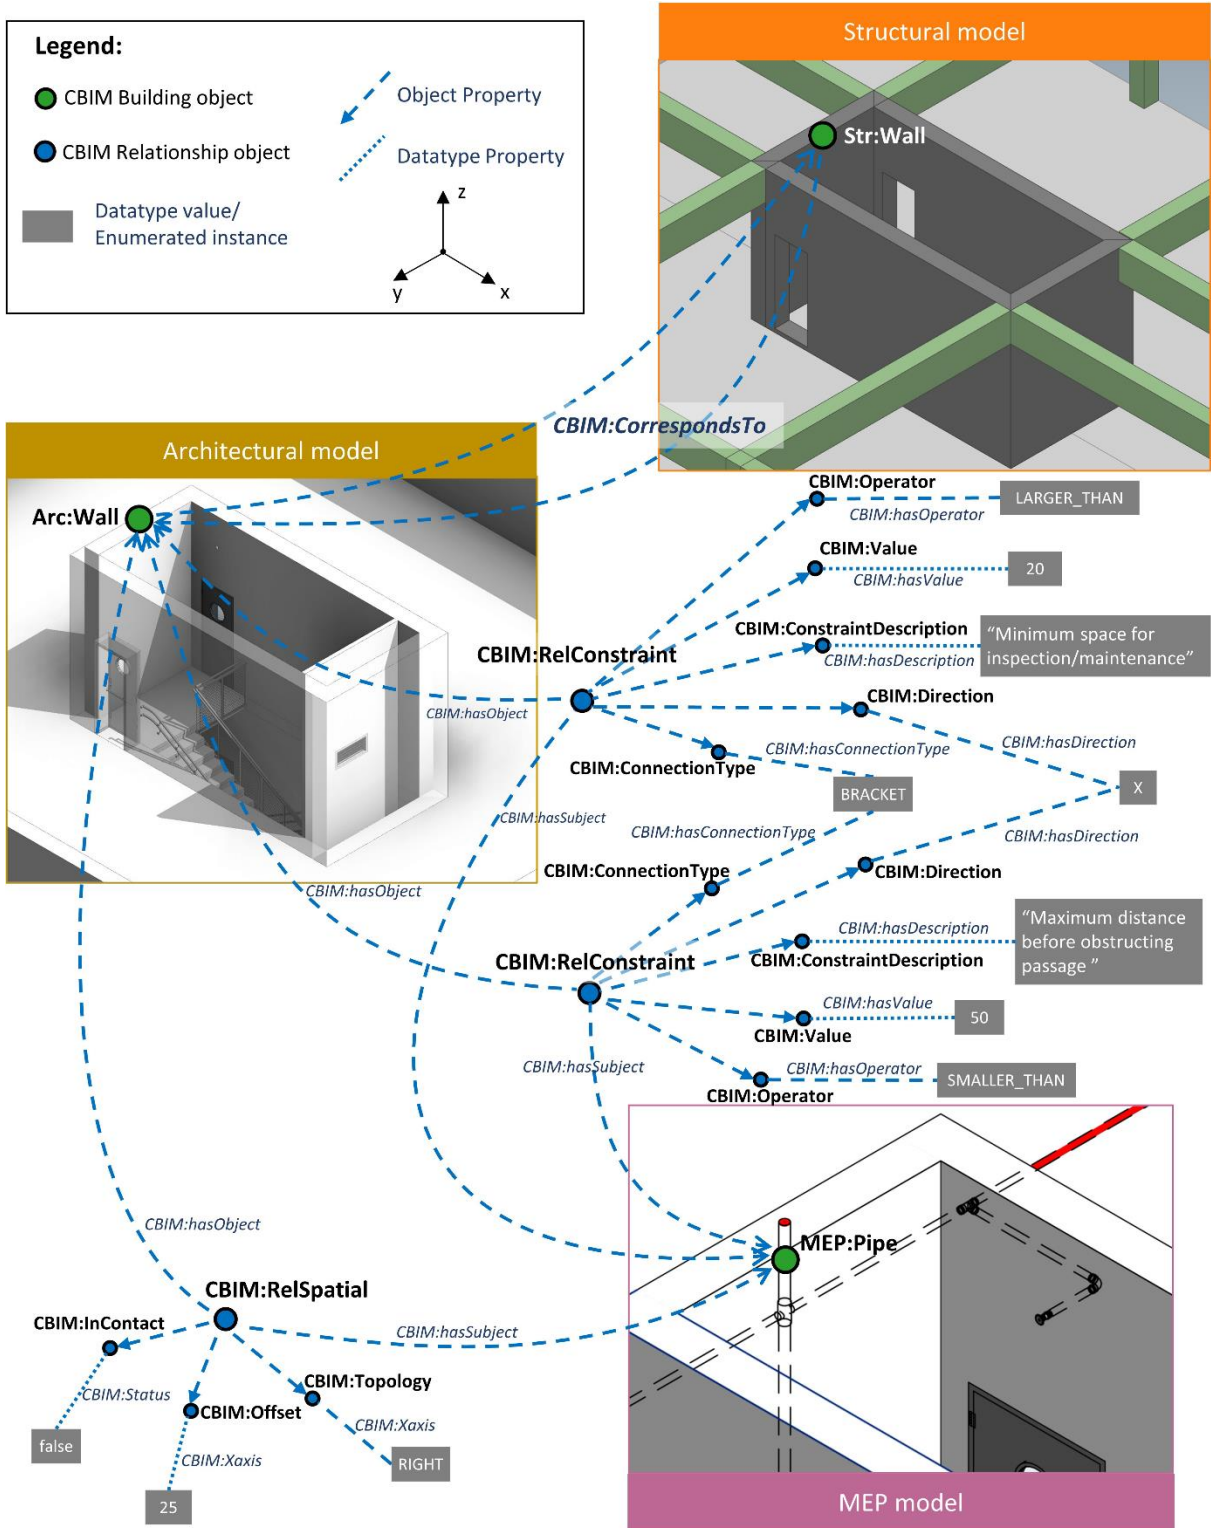 Legend:
CBIM Building object
Object Property
CBIM Relationship object
Datatype Property
Datatype value/
Enumerated instance
z
y
x
Structural model
Str:Wall
CBIM:CorrespondsTo
Architectural model
Arc:Wall
CBIM:Operator
CBIM:hasOperator
LARGER_THAN
CBIM:Value
CBIM:hasValue
20
CBIM:ConstraintDescription
CBIM:hasDescription
“Minimum space for
inspection/maintenance”
CBIM:RelConstraint
CBIM:hasObject
CBIM:Direction
CBIM:hasDirection
CBIM:hasConnectionType
CBIM:ConnectionType
BRACKET
X
CBIM:hasSubject
CBIM:hasConnectionType
CBIM:hasDirection
CBIM:ConnectionType
CBIM:Direction
CBIM:hasObject
CBIM:hasDescription
“Maximum distance
before obstructing
passage ”
CBIM:RelConstraint
CBIM:ConstraintDescription
CBIM:hasValue
50
CBIM:Value
CBIM:hasSubject
CBIM:hasOperator
SMALLER_THAN
CBIM:Operator
CBIM:hasObject
MEP:Pipe
CBIM:RelSpatial
CBIM:InContact
CBIM:hasSubject
CBIM:Status
CBIM:Topology
CBIM:Offset
CBIM:Xaxis
false
CBIM:Xaxis
RIGHT
25
MEP model